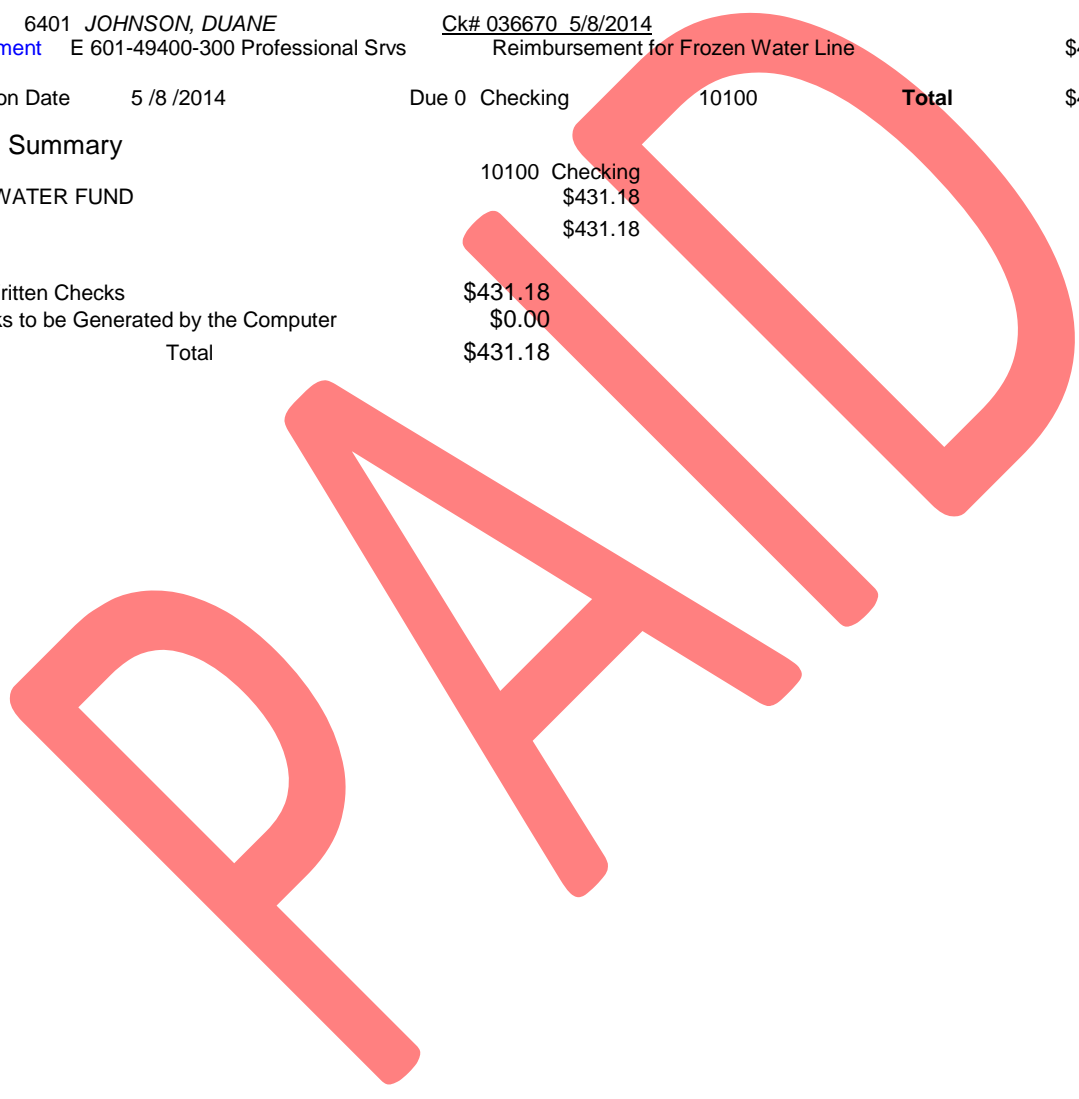 6401 JOHNSON, DUANE Ck# 036670 5/8/2014
ment E 601-49400-300 Professional Srvs Reimbursement for Frozen Water Line $4
on Date 5 /8 /2014 Due 0 Checking 10100 Total $4
Summary
10100 Checking
WATER FUND $431.18
$431.18
ritten Checks $431.18
ks to be Generated by the Computer $0.00
Total $431.18
PAID